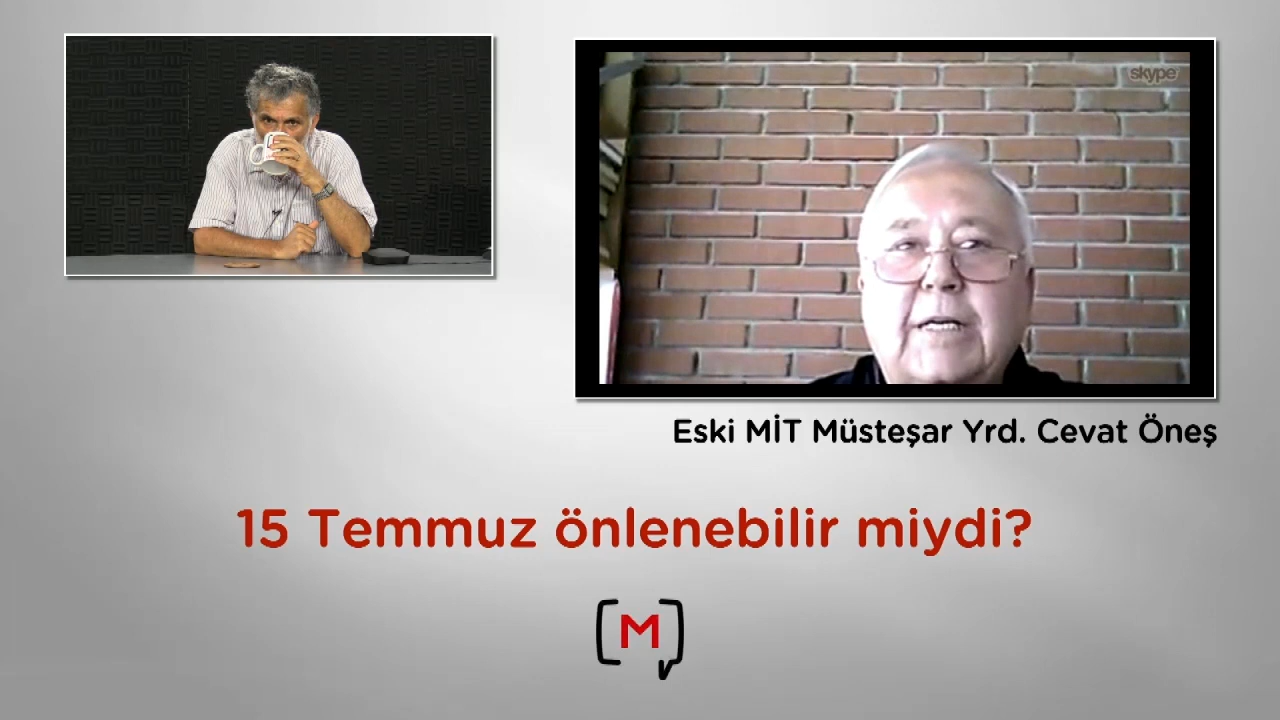 skype
Eski MİT Müsteşar Yrd. Cevat Öneş
15 Temmuz önlenebilir miydi?
[M]